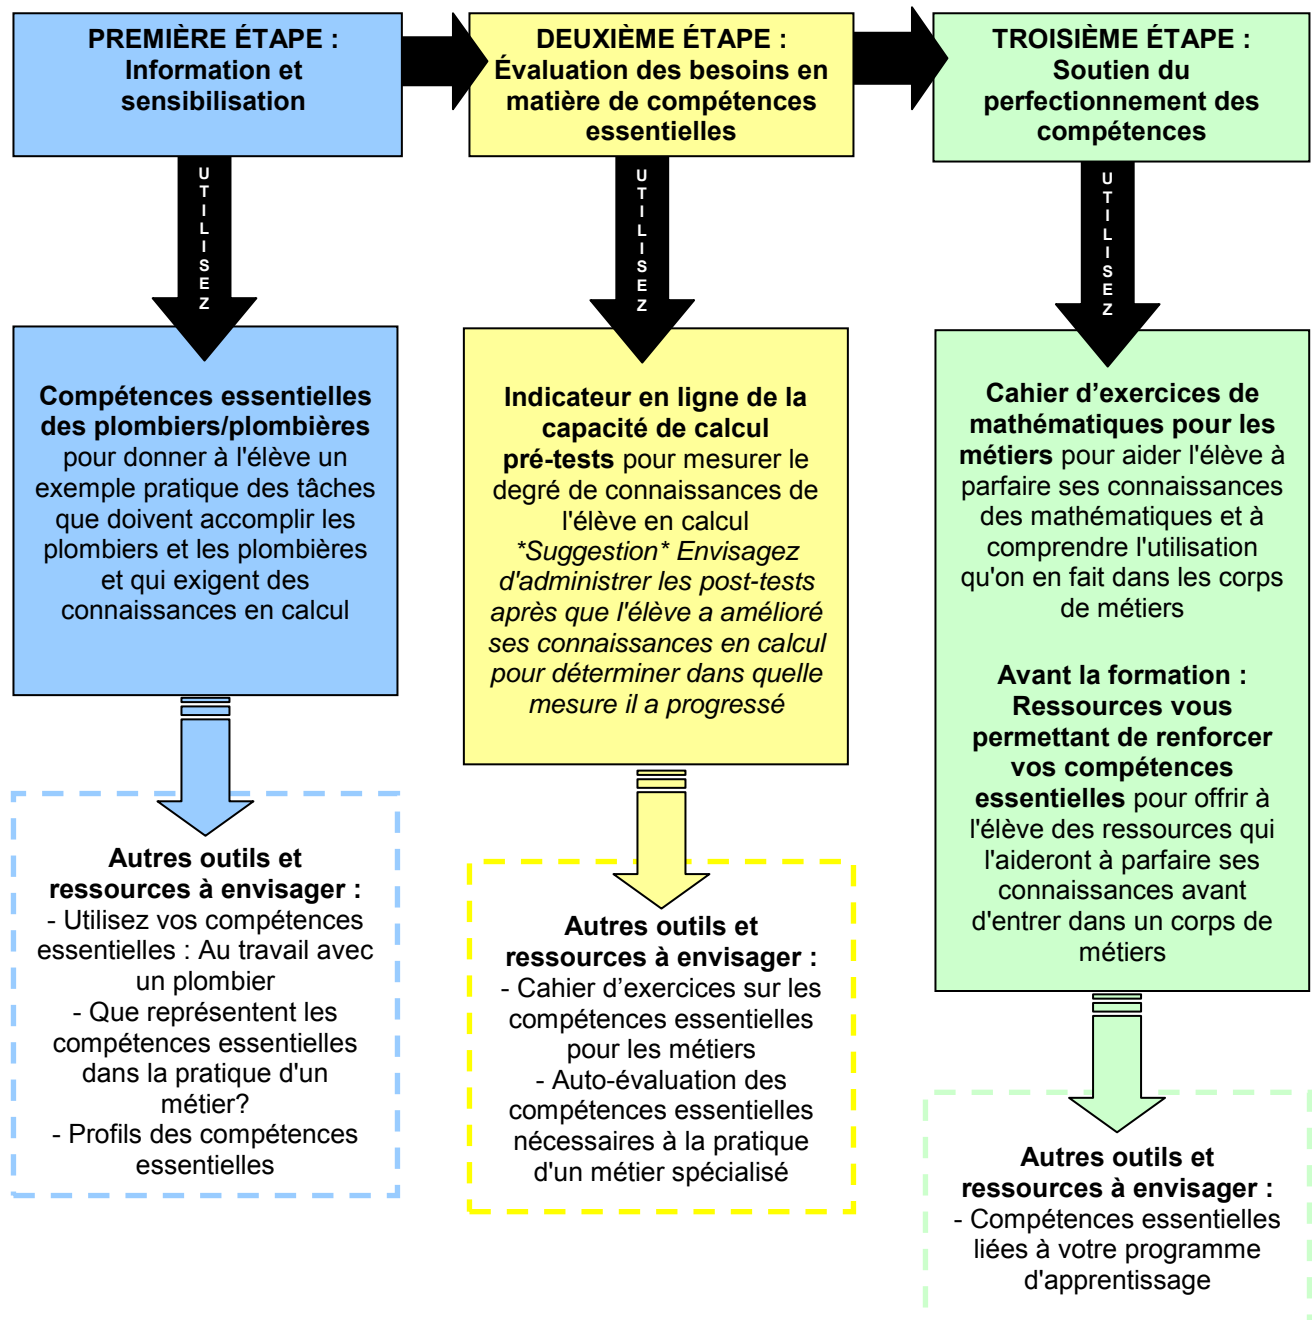 PREMIÈRE ÉTAPE :
Information et
sensibilisation
UTILISEZ
Compétences essentielles
des plombiers/plombières
pour donner à l'élève un
exemple pratique des tâches
que doivent accomplir les
plombiers et les plombières
et qui exigent des
connaissances en calcul
Autres outils et
ressources à envisager :
- Utilisez vos compétences
essentielles : Au travail avec
un plombier
- Que représentent les
compétences essentielles
dans la pratique d'un
métier?
- Profils des compétences
essentielles
DEUXIÈME ÉTAPE :
Évaluation des besoins en
matière de compétences
essentielles
UTILISEZ
Indicateur en ligne de la
capacité de calcul
pré-tests pour mesurer le
degré de connaissances de
l'élève en calcul
*Suggestion* Envisagez
d'administrer les post-tests
après que l'élève a amélioré
ses connaissances en calcul
pour déterminer dans quelle
mesure il a progressé
Autres outils et
ressources à envisager :
- Cahier d’exercices sur les
compétences essentielles
pour les métiers
- Auto-évaluation des
compétences essentielles
nécessaires à la pratique
d'un métier spécialisé
TROISIÈME ÉTAPE :
Soutien du
perfectionnement des
compétences
UTILISEZ
Cahier d’exercices de
mathématiques pour les
métiers pour aider l'élève à
parfaire ses connaissances
des mathématiques et à
comprendre l'utilisation
qu'on en fait dans les corps
de métiers
Avant la formation :
Ressources vous
permettant de renforcer
vos compétences
essentielles pour offrir à
l'élève des ressources qui
l'aideront à parfaire ses
connaissances avant
d'entrer dans un corps de
métiers
Autres outils et
ressources à envisager :
- Compétences essentielles
liées à votre programme
d'apprentissage